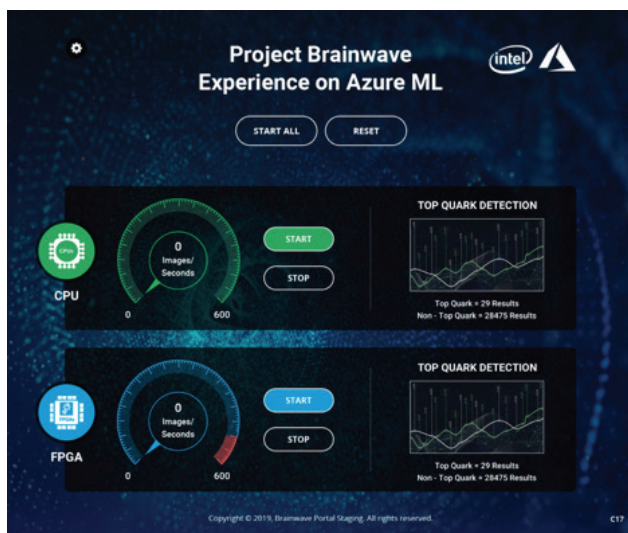 Project Brainwave
Experience on Azure ML
intel
START ALL
RESET
TOP QUARK DETECTION
CPUs
0
Images/
Seconds
START
STOP
CPU
0
600
Top Quark = 29 Results
Non - Top Quark = 28475 Results
TOP QUARK DETECTION
FPGAs
0
Images/
Seconds
START
STOP
FPGA
0
600
Top Quark = 29 Results
Non - Top Quark = 28475 Results
Copyright © 2019, Brainwave Portal Staging. All rights reserved.
C17